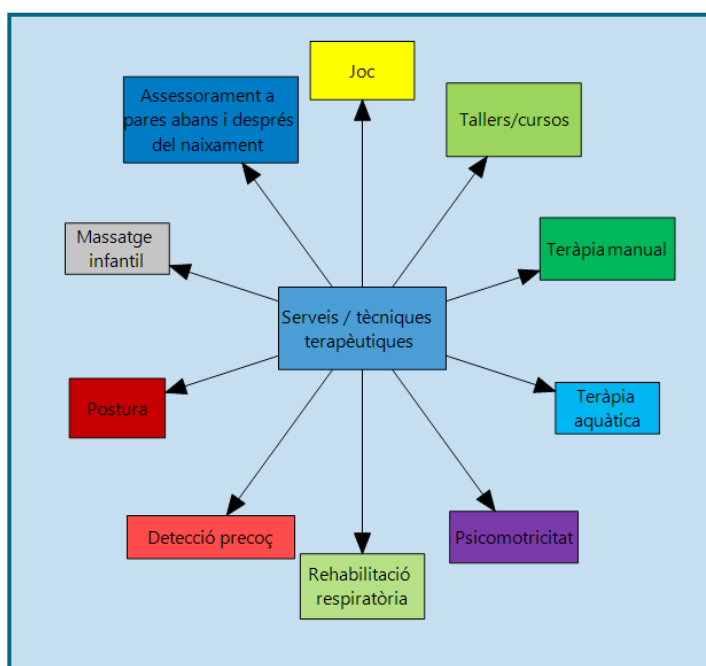 Joc
Assessorament a
pares abans i després
del naixament
Tallers/cursos
Massatge
infantil
Teràpia manual
Serveis / tècniques
terapèutiques
Postura
Teràpia
aquàtica
Detecció precoç
Psicomotricitat
Rehabilitació
respiratòria